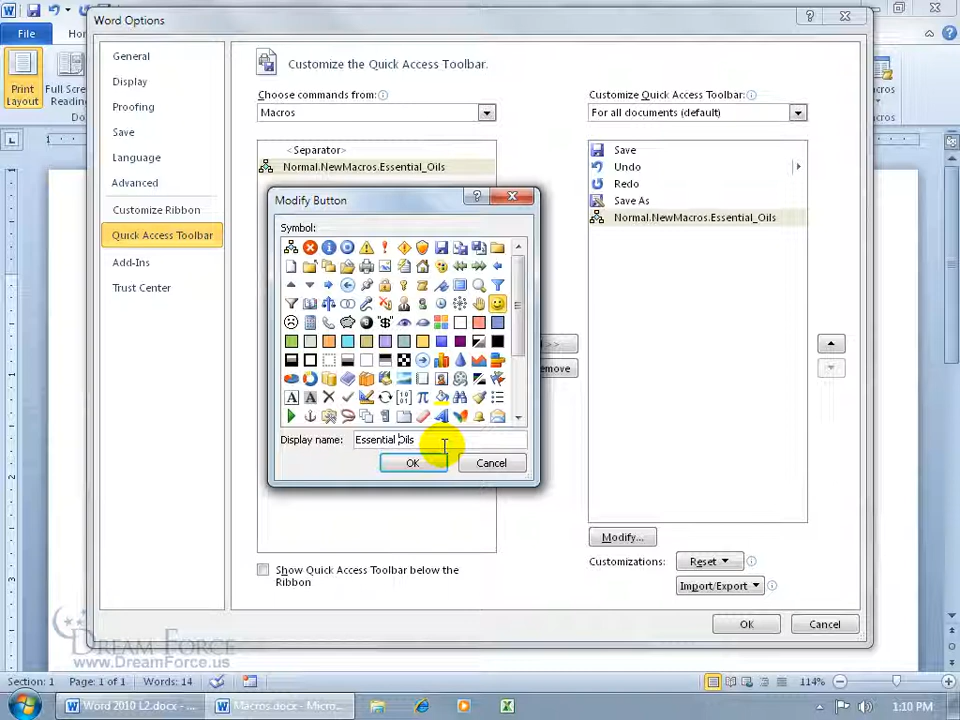 Word Options
File
Print Layout
Full Screen
Reading
General
Display
Proofing
Save
Language
Advanced
Customize Ribbon
Quick Access Toolbar
Add-Ins
Trust Center
Customize the Quick Access Toolbar.
Choose commands from:
Macros
<Separator>
Normal.NewMacros.Essential_Oils
Customize Quick Access Toolbar:
For all documents (default)
Save
Undo
Redo
Save As
Normal.NewMacros.Essential_Oils
Modify Button
Symbol:
Display name: Essential Oils
OK Cancel
Modify...
Customizations: Reset
Import/Export
Show Quick Access Toolbar below the
Ribbon
OK Cancel
DREAM FORCE
www.DreamForce.us
Section: 1 Page: 1 of 1 Words: 14 114%
Word 2010 L2.docx - ... Macros.docx - Micro... 1:10 PM